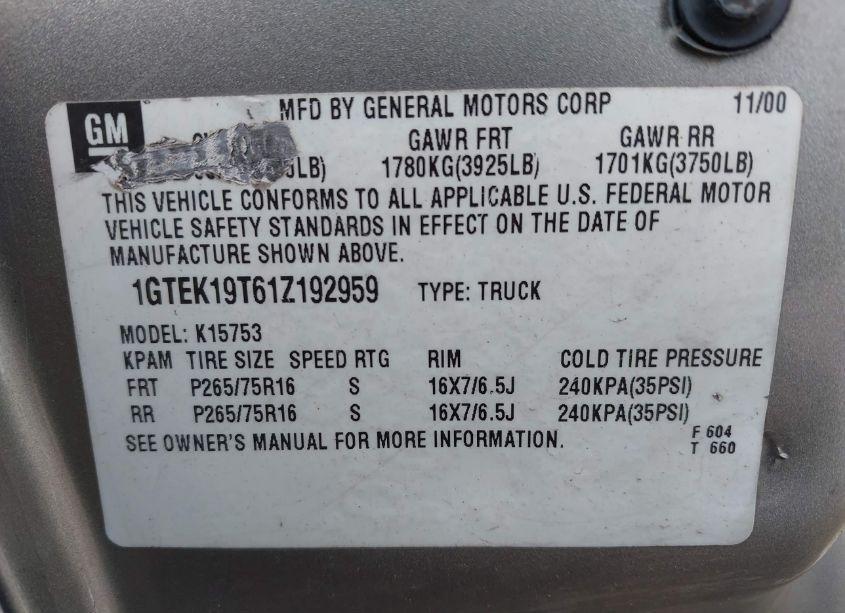 GM
MFD BY GENERAL MOTORS CORP 11/00
GAWR FRT GAWR RR
LB) 1780KG(3925LB) 1701KG(3750LB)
THIS VEHICLE CONFORMS TO ALL APPLICABLE U.S. FEDERAL MOTOR
VEHICLE SAFETY STANDARDS IN EFFECT ON THE DATE OF
MANUFACTURE SHOWN ABOVE.
1GTEK19T61Z192959 TYPE: TRUCK
MODEL: K15753
KPAM TIRE SIZE SPEED RTG RIM COLD TIRE PRESSURE
FRT P265/75R16 S 16X7/6.5J 240KPA(35PSI)
RR P265/75R16 S 16X7/6.5J 240KPA(35PSI)
SEE OWNER'S MANUAL FOR MORE INFORMATION.
F 604
T 660